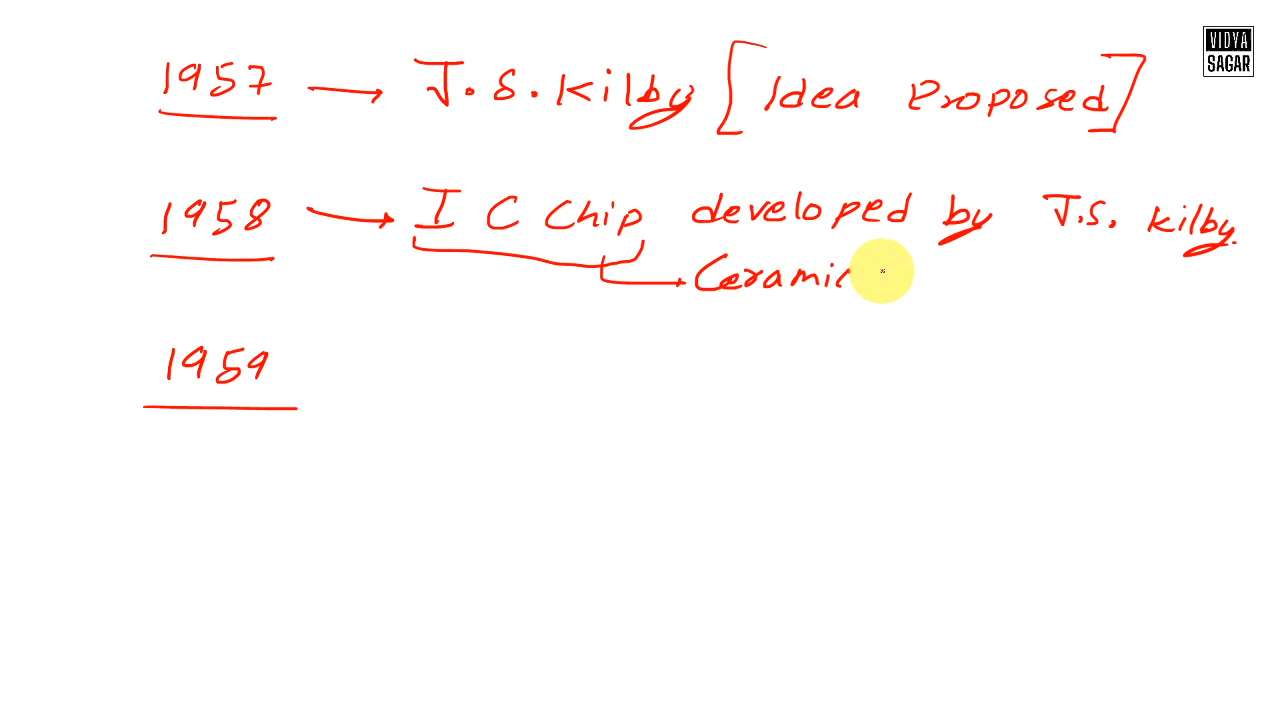 VIDYA
SAGAR
1957 → J.S.Kilby [Idea Proposed]
1958 → I C Chip developed by J.S. Kilby.
→ Ceramic
1959